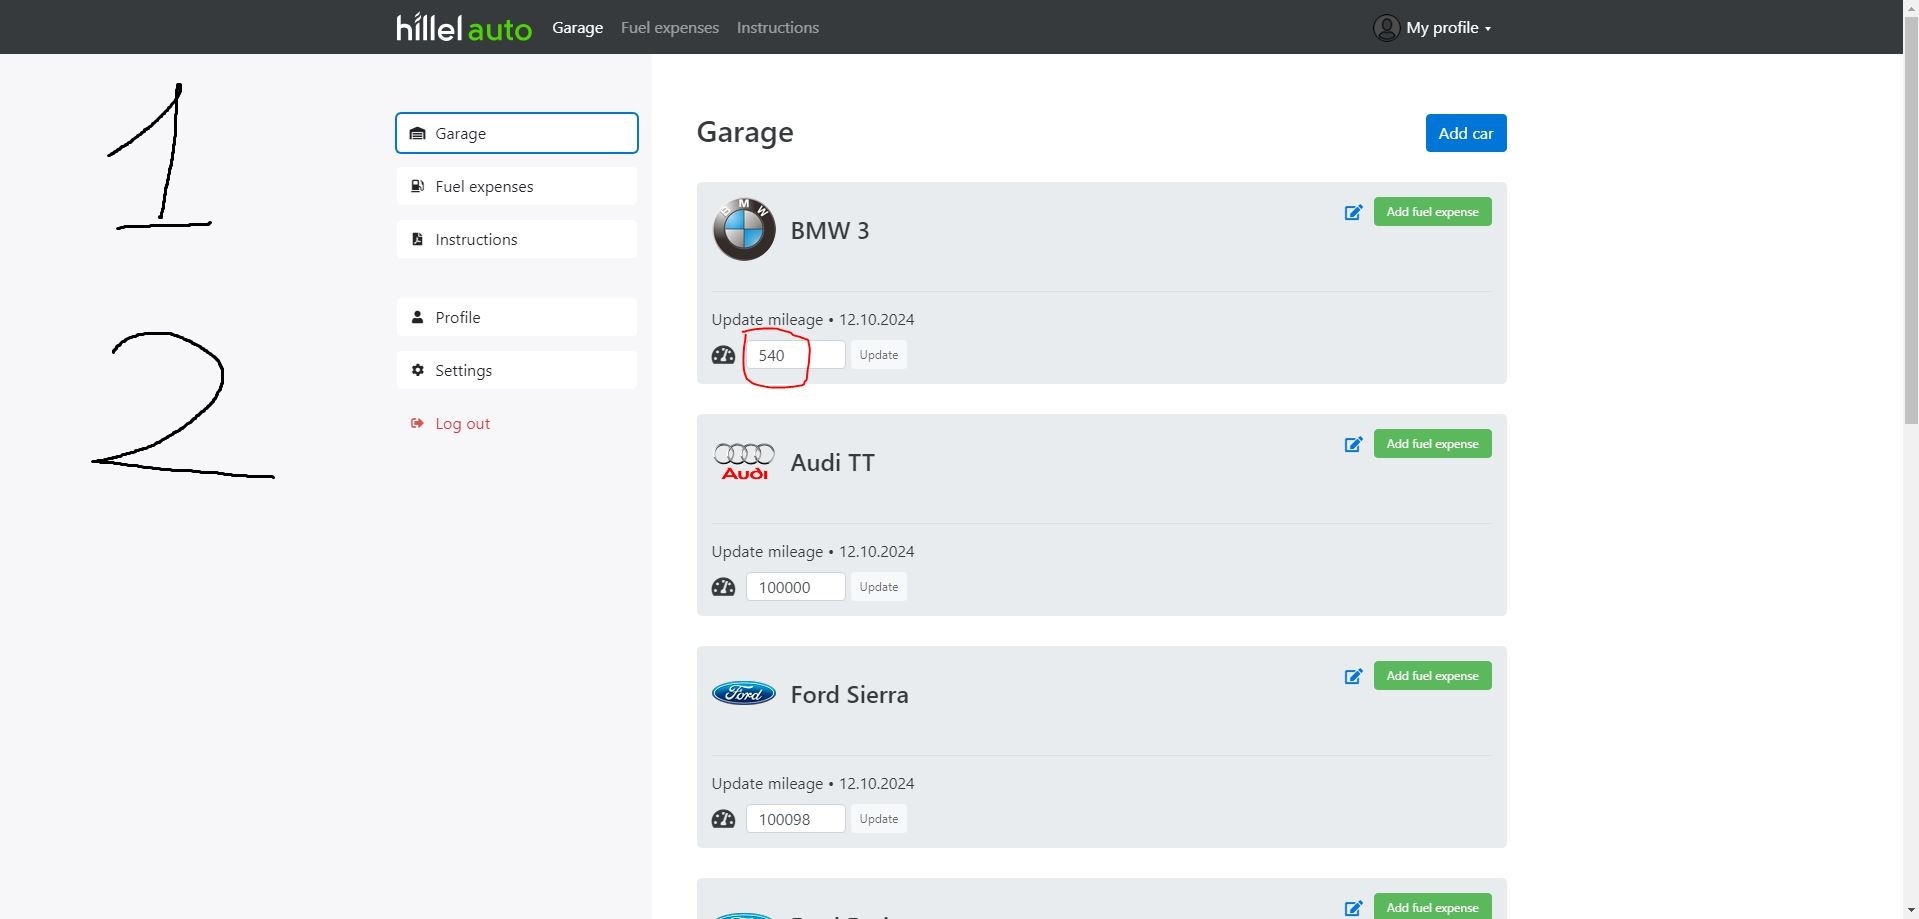 hillel auto Garage Fuel expenses Instructions My profile
1
2
Garage
Fuel expenses
Instructions
Profile
Settings
Log out
Garage Add car
BMW
BMW 3 Add fuel expense
Update mileage • 12.10.2024
540 Update
Audi
Audi TT Add fuel expense
Update mileage • 12.10.2024
100000 Update
Ford
Ford Sierra Add fuel expense
Update mileage • 12.10.2024
100098 Update
Add fuel expense